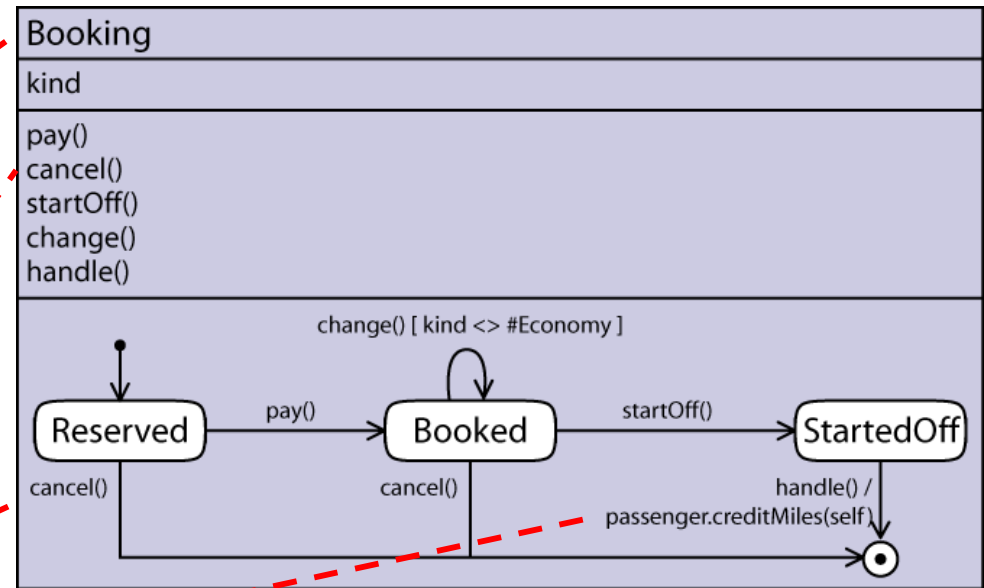 Booking
kind
pay()
cancel()
startOff()
change()
handle()
change() [ kind <> #Economy ]
Reserved
pay()
Booked
startOff()
StartedOff
cancel()
cancel()
handle() /
passenger.creditMiles(self)